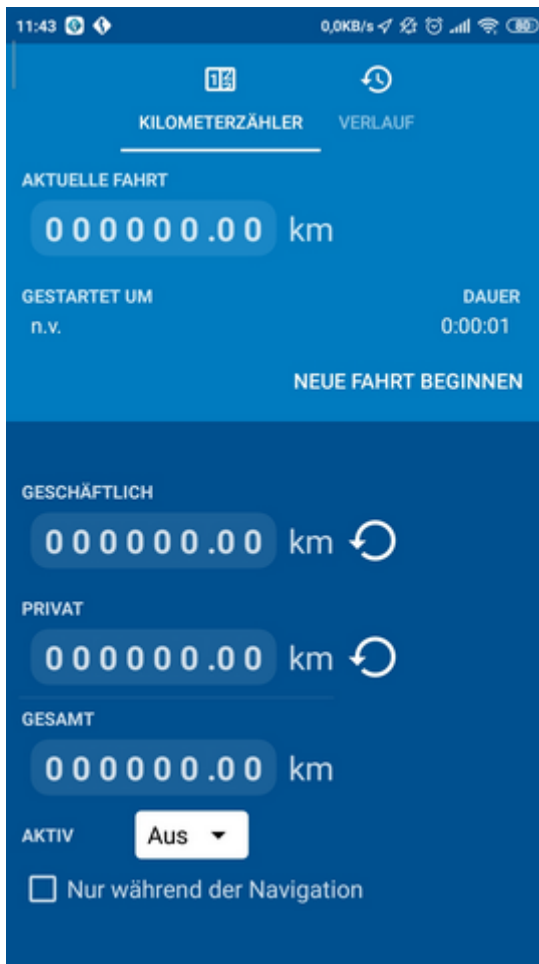 11:43 0,0KB/s 80
KILOMETERZÄHLER VERLAUF
AKTUELLE FAHRT
000000.00 km
GESTARTET UM DAUER
n.v. 0:00:01
NEUE FAHRT BEGINNEN
GESCHÄFTLICH
000000.00 km
PRIVAT
000000.00 km
GESAMT
000000.00 km
AKTIV Aus
Nur während der Navigation